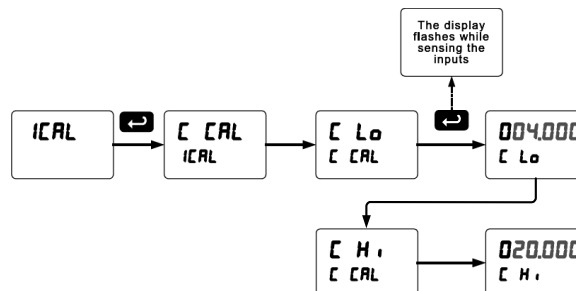 The display
flashes while
sensing the
inputs
ICAL
C CAL
ICAL
C Lo
C CAL
004.000
C Lo
C Hi
C CAL
020.000
C Hi